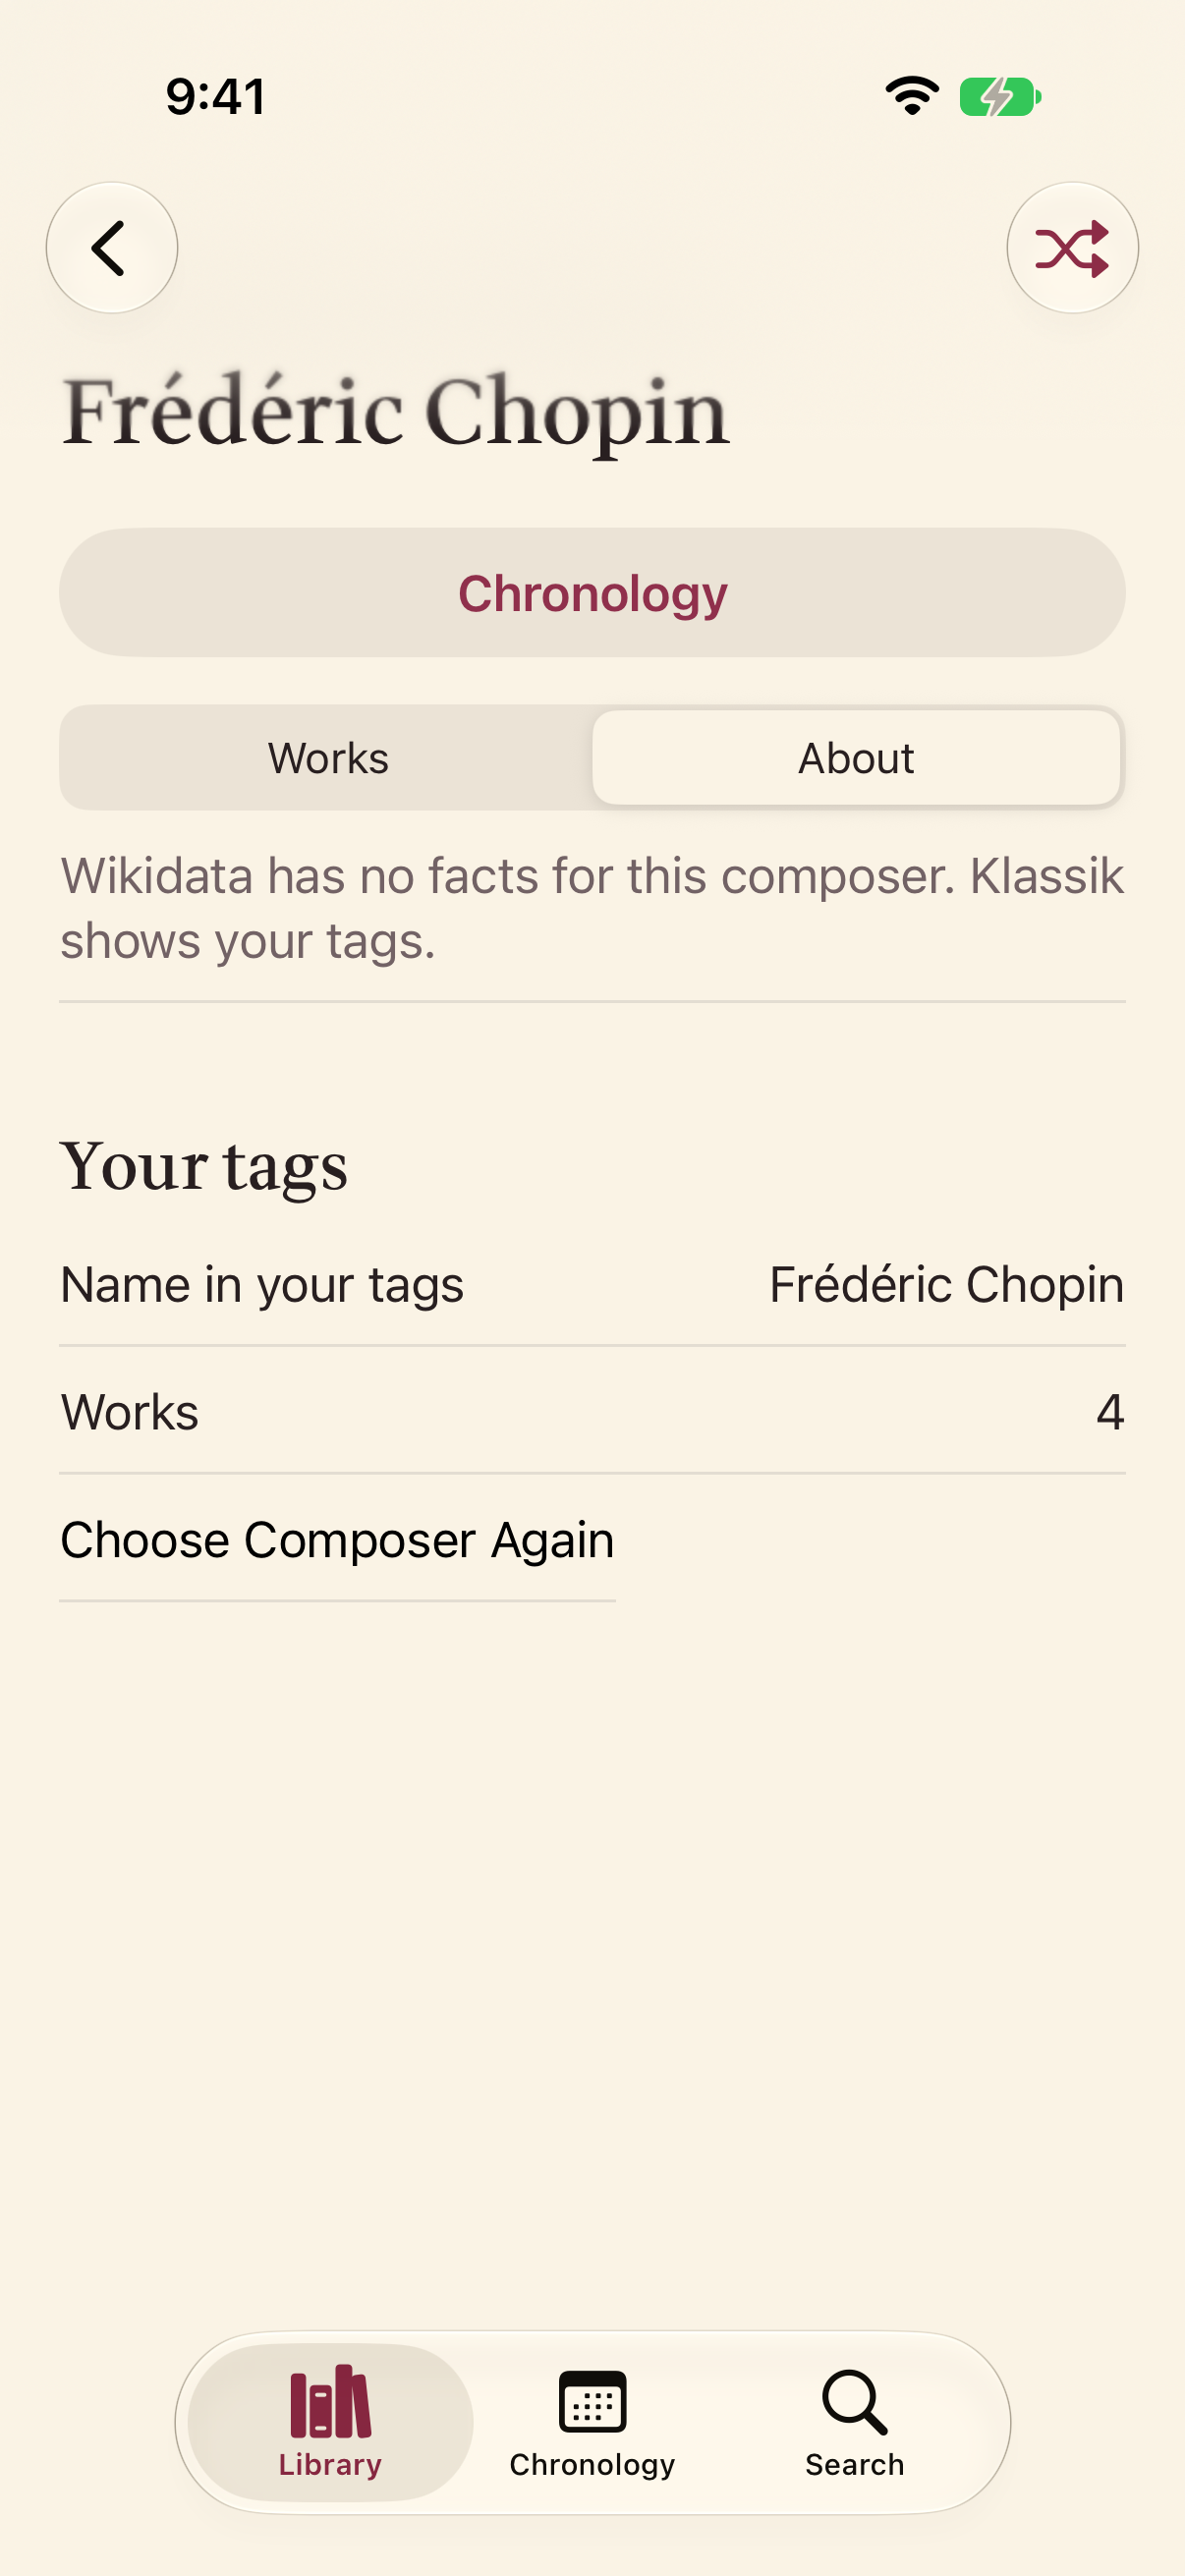 9:41
Frédéric Chopin
Chronology
Works
About
Wikidata has no facts for this composer. Klassik
shows your tags.
Your tags
Name in your tags
Frédéric Chopin
Works
4
Choose Composer Again
Library
Chronology
Search